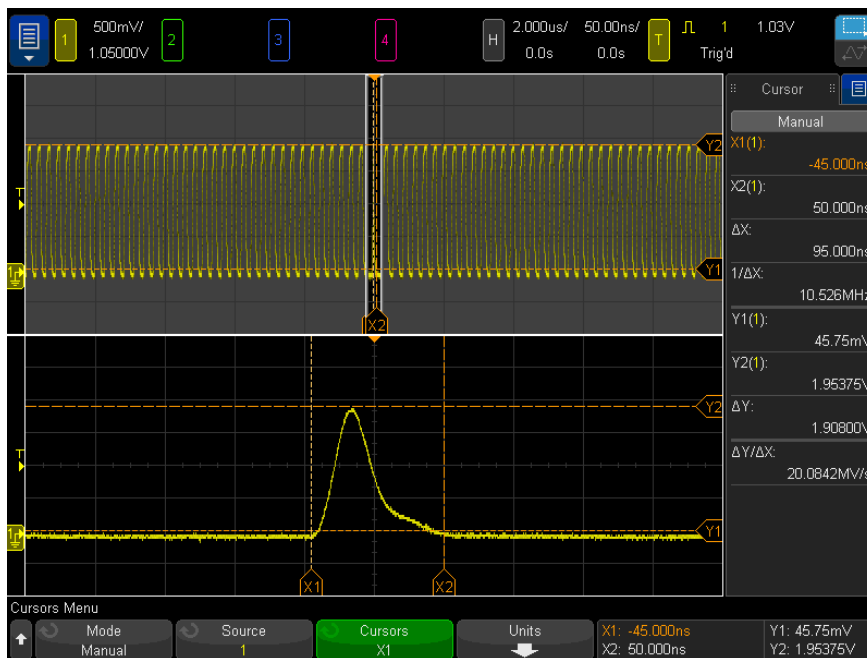 1 500mV/ 2 3 4 H 2.000us/ 50.00ns/ T 1 1.03V
1.05000V 0.0s 0.0s Trig'd
Cursor
Manual
X1(1):
-45.000ns
X2(1):
50.000ns
ΔX:
95.000ns
1/ΔX:
10.526MHz
Y1(1):
45.75mV
Y2(1):
1.95375V
ΔY:
1.90800V
ΔY/ΔX:
20.0842MV/s
Y2
T
1 Y1
X2
Y2
T
1 Y1
X1 X2
Cursors Menu
Mode Source Cursors Units X1: -45.000ns Y1: 45.75mV
Manual 1 X1 X2: 50.000ns Y2: 1.95375V